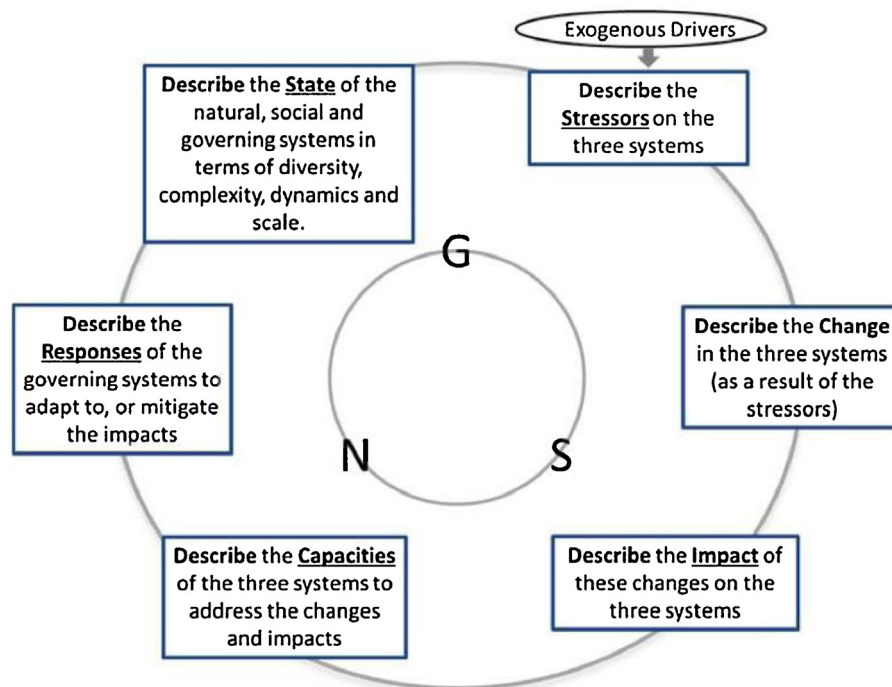 Exogenous Drivers
Describe the State of the
natural, social and
governing systems in
terms of diversity,
complexity, dynamics and
scale.
Describe the
Stressors on the
three systems
G
Describe the
Responses of the
governing systems to
adapt to, or mitigate
the impacts
Describe the Change
in the three systems
(as a result of the
stressors)
N
S
Describe the Capacities
of the three systems to
address the changes
and impacts
Describe the Impact of
these changes on the
three systems